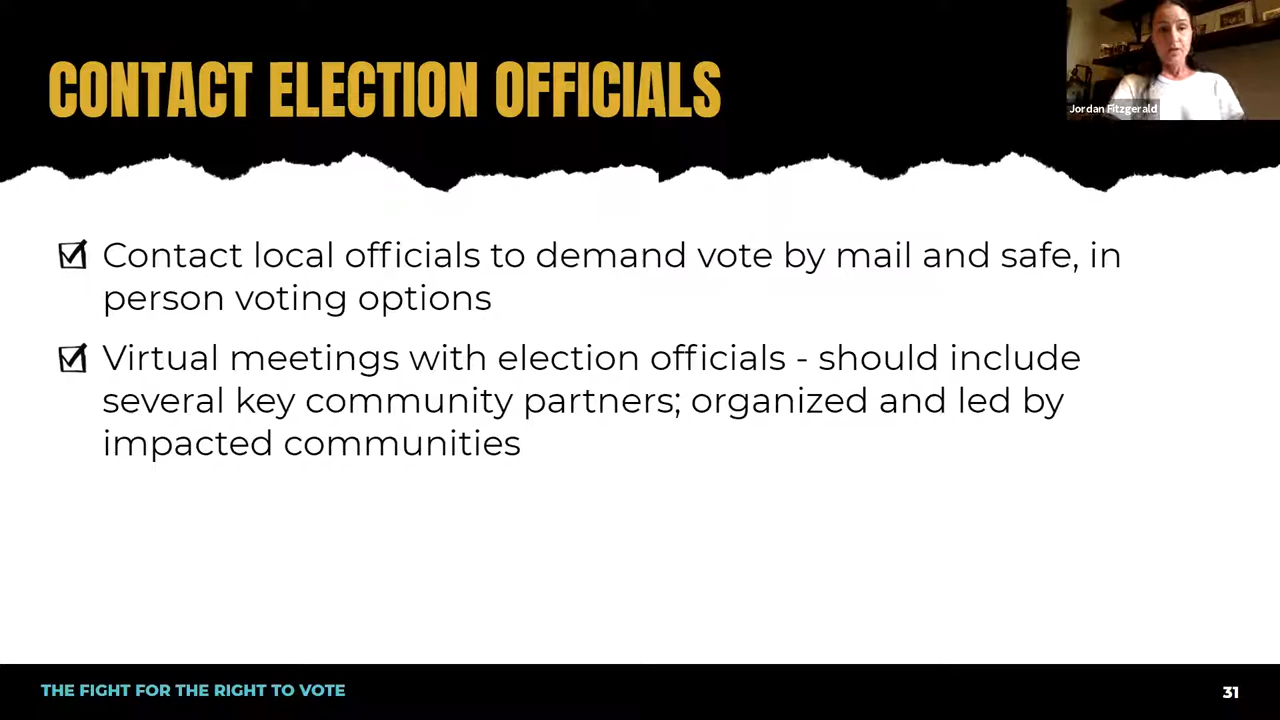 CONTACT ELECTION OFFICIALS
Jordan Fitzgerald
Contact local officials to demand vote by mail and safe, in
person voting options
Virtual meetings with election officials - should include
several key community partners; organized and led by
impacted communities
THE FIGHT FOR THE RIGHT TO VOTE
31